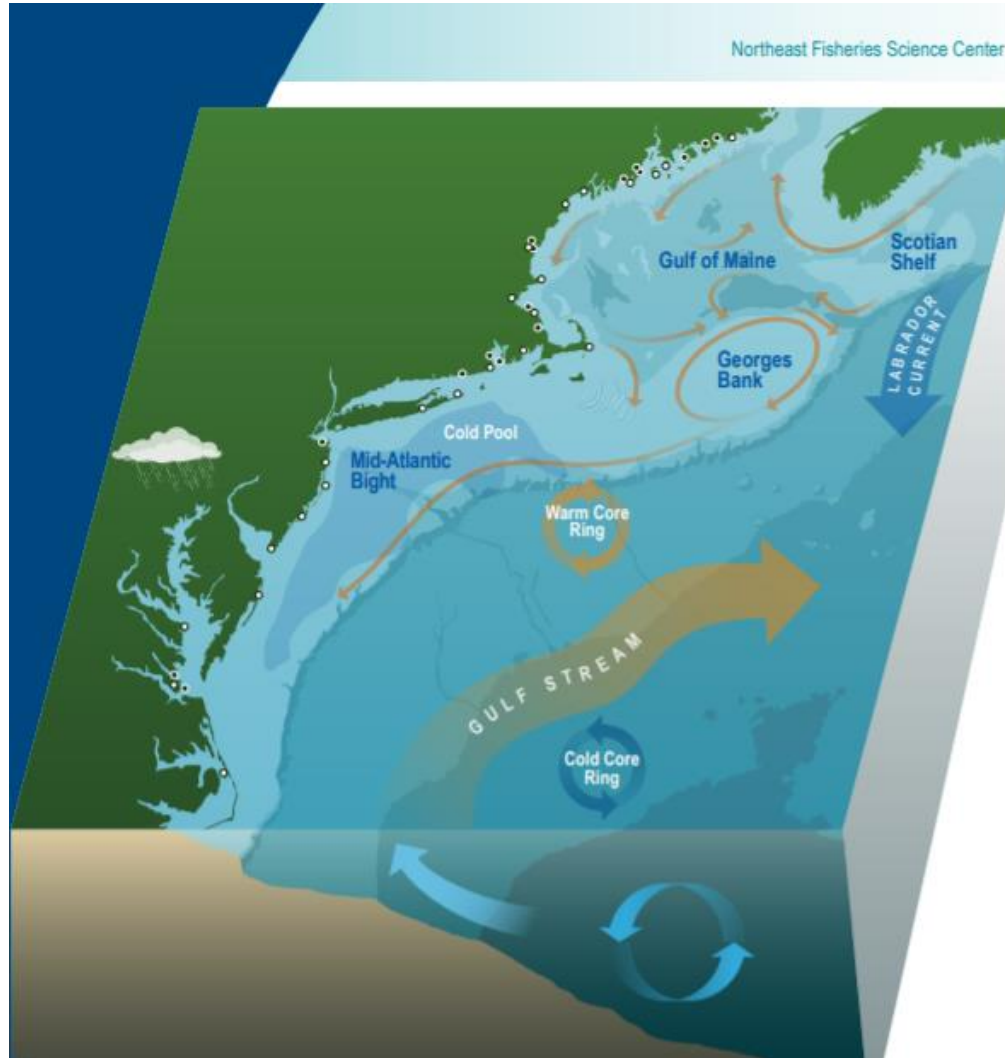 Northeast Fisheries Science Center
Gulf of Maine
Scotian
Shelf
LABRADOR
CURRENT
Georges
Bank
Cold Pool
Mid-Atlantic
Bight
Warm Core
Ring
GULF STREAM
Cold Core
Ring